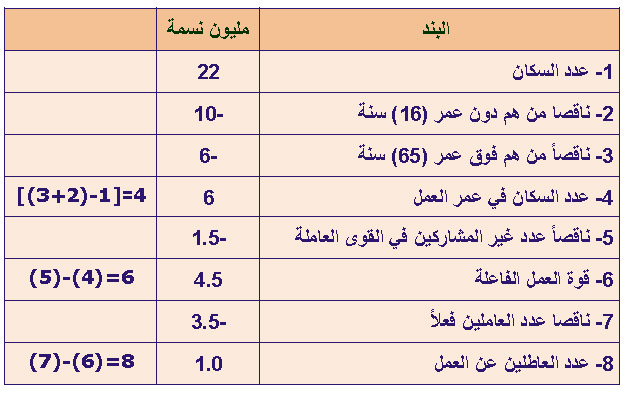 البند مليون نسمة
1- عدد السكان 22
2- ناقصا من هم دون عمر (16) سنة 10-
3- ناقصاً من هم فوق عمر (65) سنة 6-
4- عدد السكان في عمر العمل 6 4=[1-(2+3)]
5- ناقصاً عدد غير المشاركين في القوى العاملة 1.5-
6- قوة العمل الفاعلة 4.5 6=(4)-(5)
7- ناقصا عدد العاملين فعلاً 3.5-
8- عدد العاطلين عن العمل 1.0 8=(6)-(7)